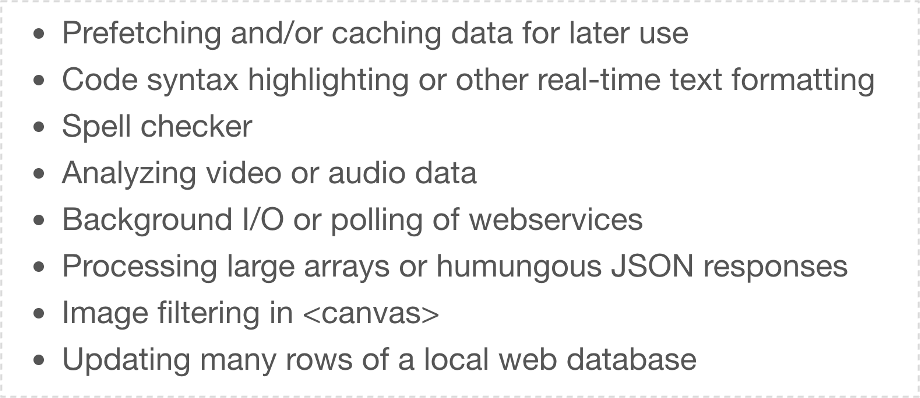 • Prefetching and/or caching data for later use
• Code syntax highlighting or other real-time text formatting
• Spell checker
• Analyzing video or audio data
• Background I/O or polling of webservices
• Processing large arrays or humungous JSON responses
• Image filtering in <canvas>
• Updating many rows of a local web database